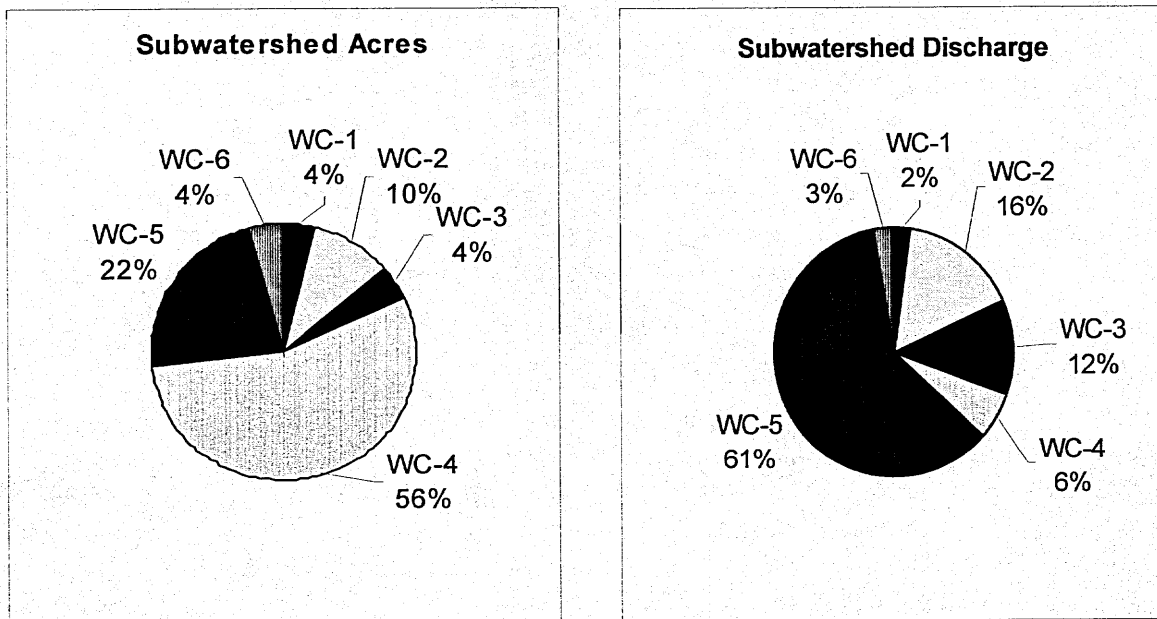 Subwatershed Acres
WC-1
4%
WC-2
10%
WC-3
4%
WC-4
56%
WC-5
22%
WC-6
4%
Subwatershed Discharge
WC-1
2%
WC-2
16%
WC-3
12%
WC-4
6%
WC-5
61%
WC-6
3%